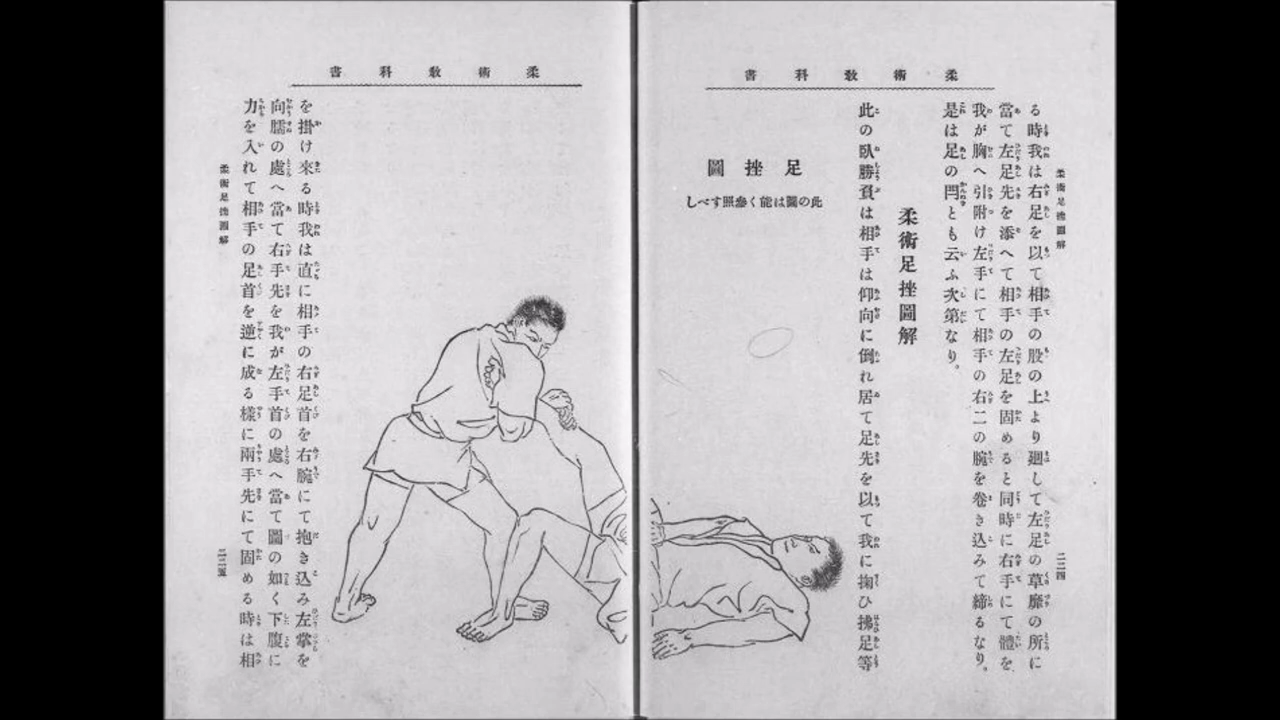 柔術敎科書
柔術足挫圖解
二二四
る時我は右足を以て相手の股の上より廻して左足の草靡の所に
當て左足先を添へて相手の左足を固めると同時に右手にて體を
我が胸へ引附け左手にて相手の右二の腕を卷き込みて締るなり。
是は足の閂とも云ふ次第なり。
柔術足挫圖解
此の臥勝負は相手は仰向に倒れ居て足先を以て我に掬ひ拂足等
足挫圖
此の圖は能く參照すべし
柔術敎科書
を掛け來る時我は直に相手の右足首を右腕にて抱き込み左掌を
向臑の處へ當て右手先を我が左手首の處へ當て圖の如く下腹に
力を入れて相手の足首を逆に成る樣に兩手先にて固める時は相
柔術足挫圖解
二二五